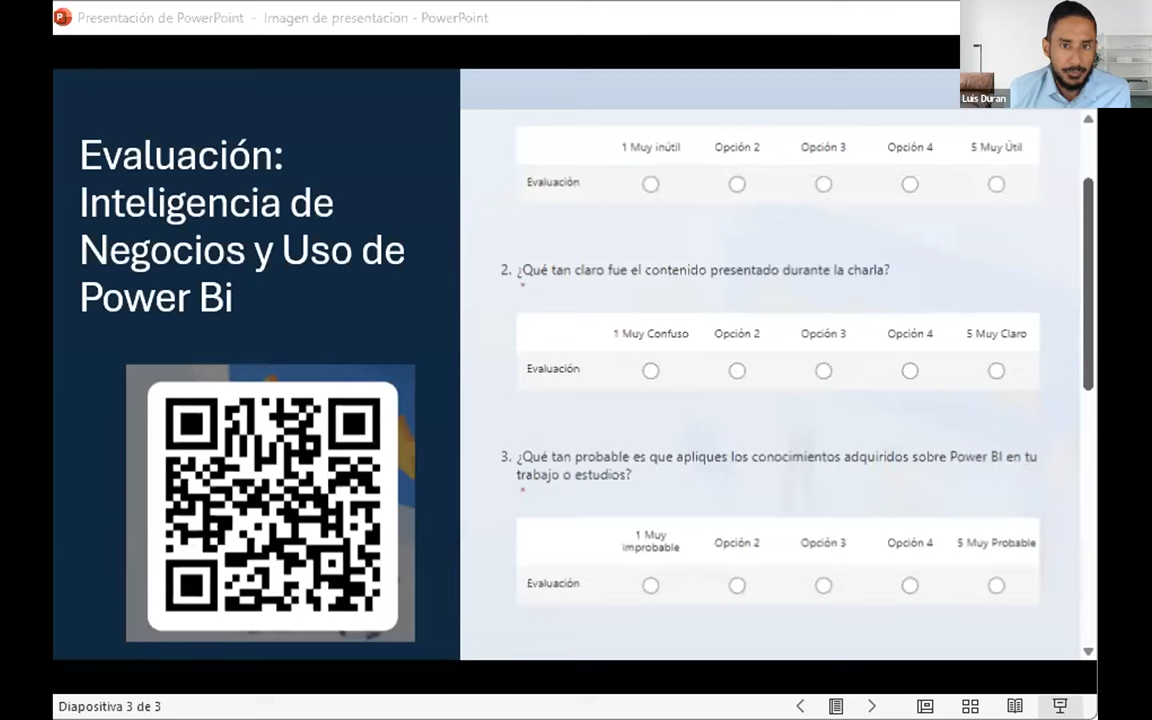 Presentación de PowerPoint - Imagen de presentacion - PowerPoint
Luis Duran
Evaluación:
Inteligencia de
Negocios y Uso de
Power Bi
1 Muy inútil Opción 2 Opción 3 Opción 4 5 Muy Útil
Evaluación
2. ¿Qué tan claro fue el contenido presentado durante la charla?
*
1 Muy Confuso Opción 2 Opción 3 Opción 4 5 Muy Claro
Evaluación
3. ¿Qué tan probable es que apliques los conocimientos adquiridos sobre Power BI en tu
trabajo o estudios?
*
1 Muy
improbable Opción 2 Opción 3 Opción 4 5 Muy Probable
Evaluación
Diapositiva 3 de 3